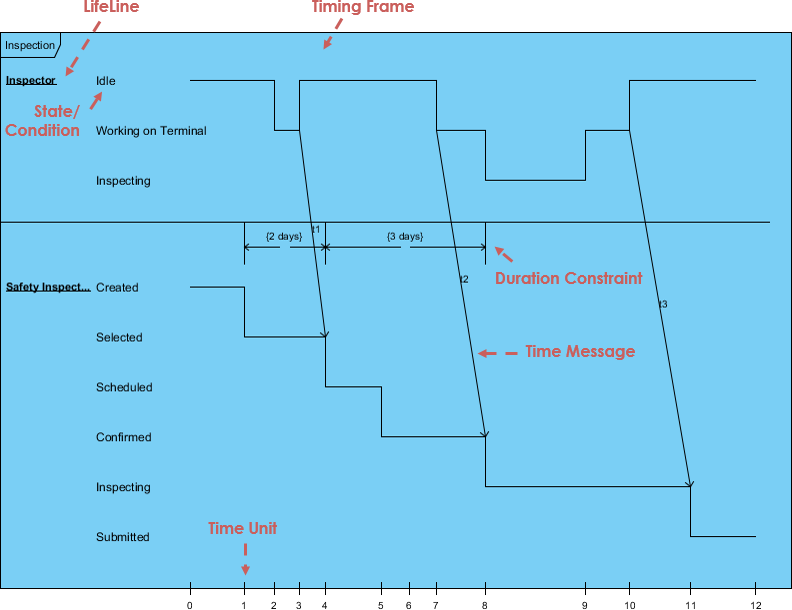 LifeLine
Timing Frame
Inspection
Inspector
Idle
State/
Condition
Working on Terminal
Inspecting
t1
{2 days}
{3 days}
Duration Constraint
t2
Safety Inspect...
Created
t3
Selected
Time Message
Scheduled
Confirmed
Inspecting
Time Unit
Submitted
0 1 2 3 4 5 6 7 8 9 10 11 12